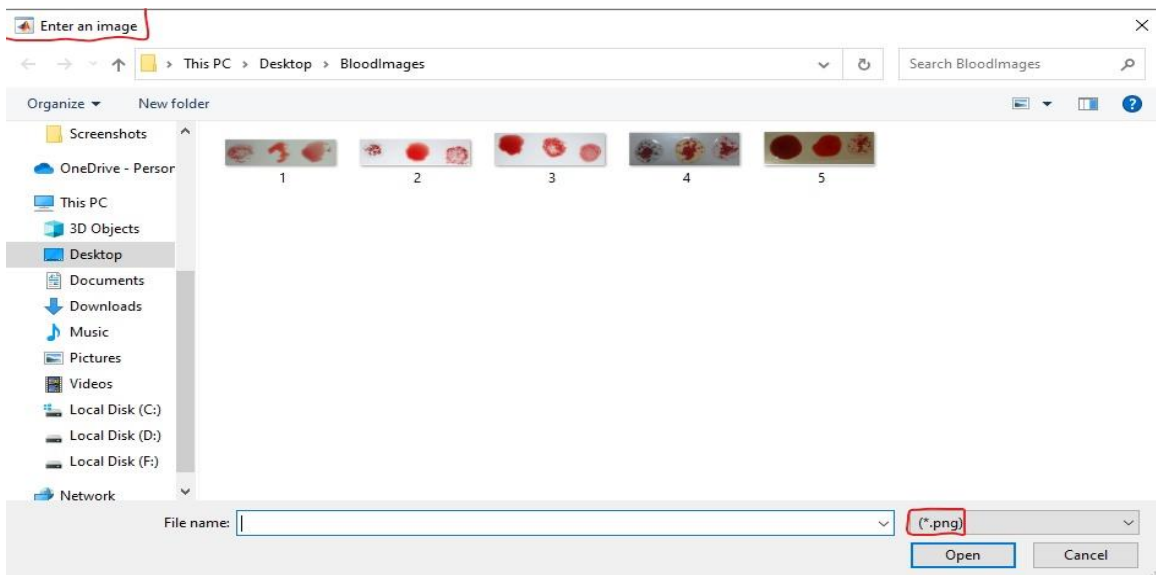 Enter an image
This PC > Desktop > BloodImages
Search BloodImages
Organize
New folder
Screenshots
OneDrive - Person
This PC
3D Objects
Desktop
Documents
Downloads
Music
Pictures
Videos
Local Disk (C:)
Local Disk (D:)
Local Disk (F:)
Network
1 2 3 4 5
File name:
(*.png)
Open
Cancel